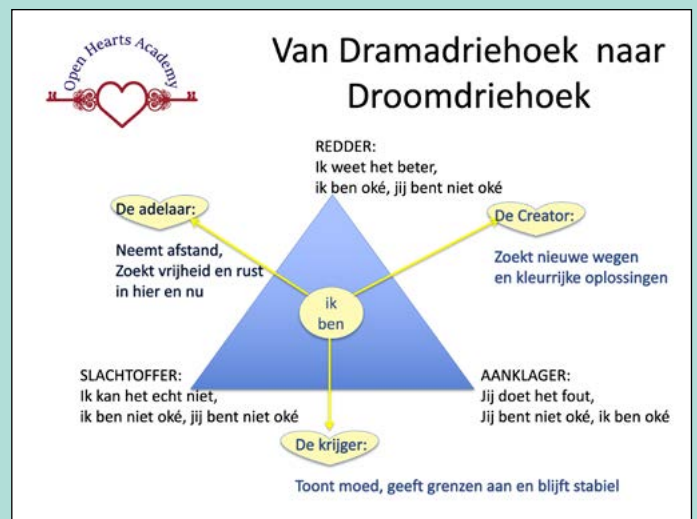 Open Hearts Academy
Van Dramadriehoek naar
Droomdriehoek
REDDER:
Ik weet het beter,
ik ben oké, jij bent niet oké
De adelaar:
Neemt afstand,
Zoekt vrijheid en rust
in hier en nu
De Creator:
Zoekt nieuwe wegen
en kleurrijke oplossingen
ik
ben
SLACHTOFFER:
Ik kan het echt niet,
ik ben niet oké, jij bent niet oké
AANKLAGER:
Jij doet het fout,
Jij bent niet oké, ik ben oké
De krijger:
Toont moed, geeft grenzen aan en blijft stabiel